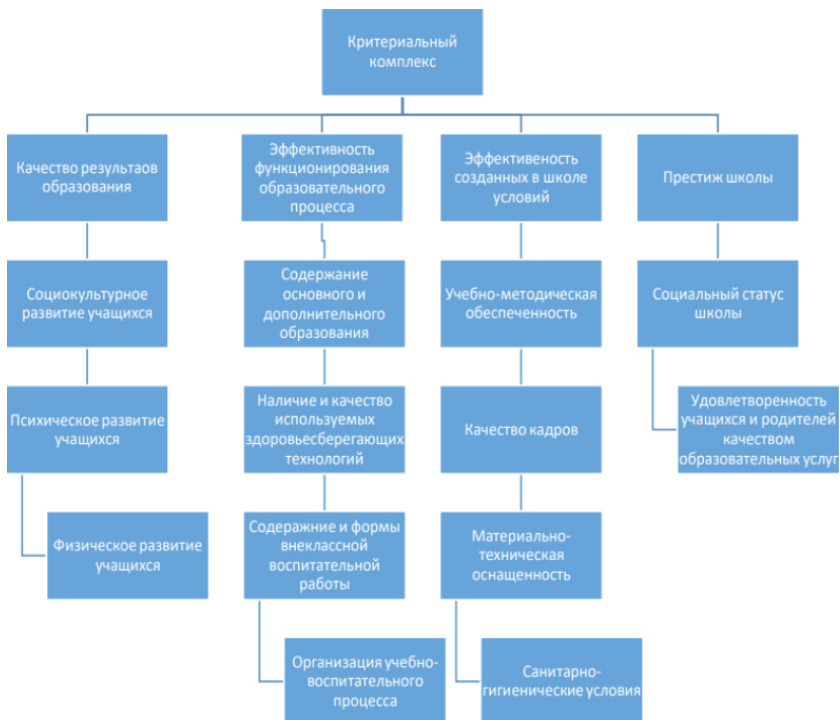 Критериальный
комплекс
Качество результаов
образования
Эффективность
функционирования
образовательного
процесса
Эффективеность
созданных в школе
условий
Престиж школы
Социокультурное
развитие учащихся
Содержание
основного и
дополнительного
образования
Учебно-методическая
обеспеченность
Социальный статус
школы
Психическое развитие
учащихся
Наличие и качество
используемых
здоровьесберегающих
технологий
Качество кадров
Удовлетворенность
учащихся и родителей
качеством
образовательных услуг
Физическое развитие
учащихся
Содеражние и формы
внеклассной
воспитательной
работы
Материально-
техническая
оснащенность
Организация учебно-
воспитательного
процесса
Санитарно-
гигиенические условия